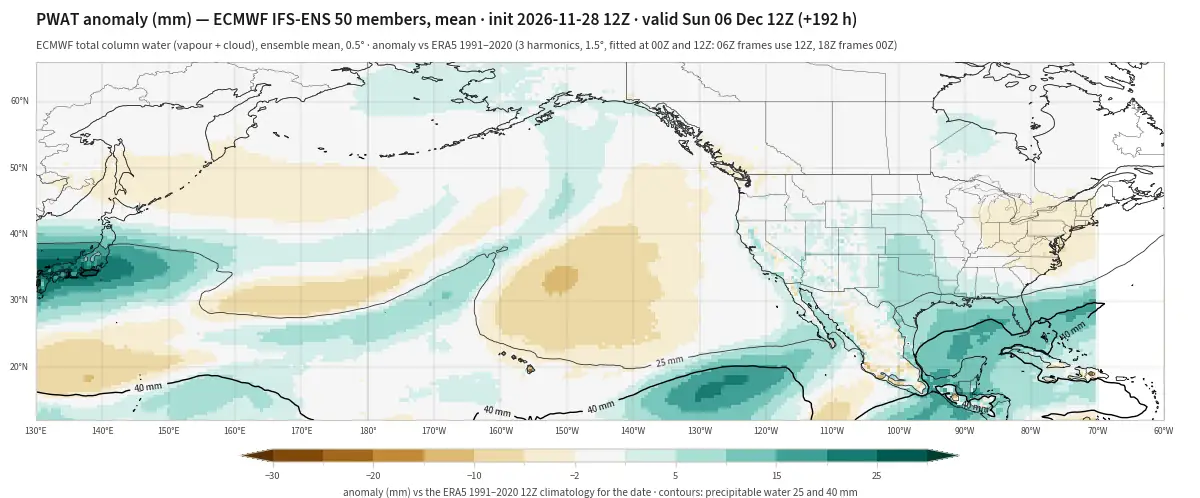 PWAT anomaly (mm) — ECMWF IFS-ENS 50 members, mean · init 2026-11-28 12Z · valid Sun 06 Dec 12Z (+192 h)
ECMWF total column water (vapour + cloud), ensemble mean, 0.5° · anomaly vs ERA5 1991–2020 (3 harmonics, 1.5°, fitted at 00Z and 12Z: 06Z frames use 12Z, 18Z frames 00Z)
60°N
50°N
40°N
30°N
20°N
25 mm
40 mm
40 mm
40 mm
40 mm
40 mm
130°E 140°E 150°E 160°E 170°E 180° 170°W 160°W 150°W 140°W 130°W 120°W 110°W 100°W 90°W 80°W 70°W 60°W
−30 −20 −10 −2 5 15 25
anomaly (mm) vs the ERA5 1991–2020 12Z climatology for the date · contours: precipitable water 25 and 40 mm